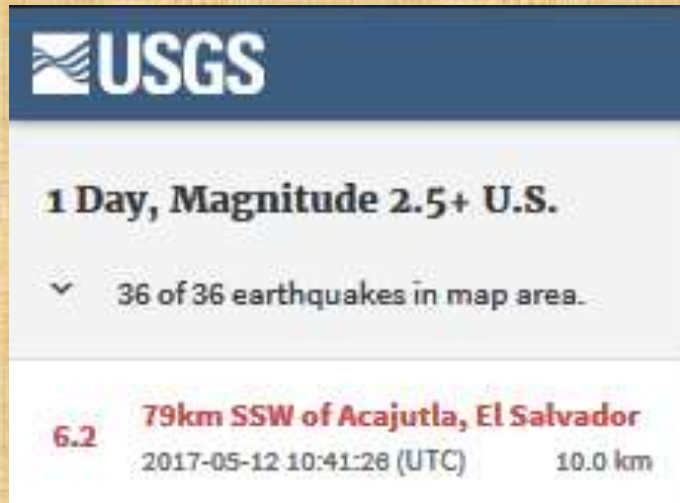 USGS
1 Day, Magnitude 2.5+ U.S.
36 of 36 earthquakes in map area.
6.2 79km SSW of Acajutla, El Salvador
2017-05-12 10:41:26 (UTC) 10.0 km